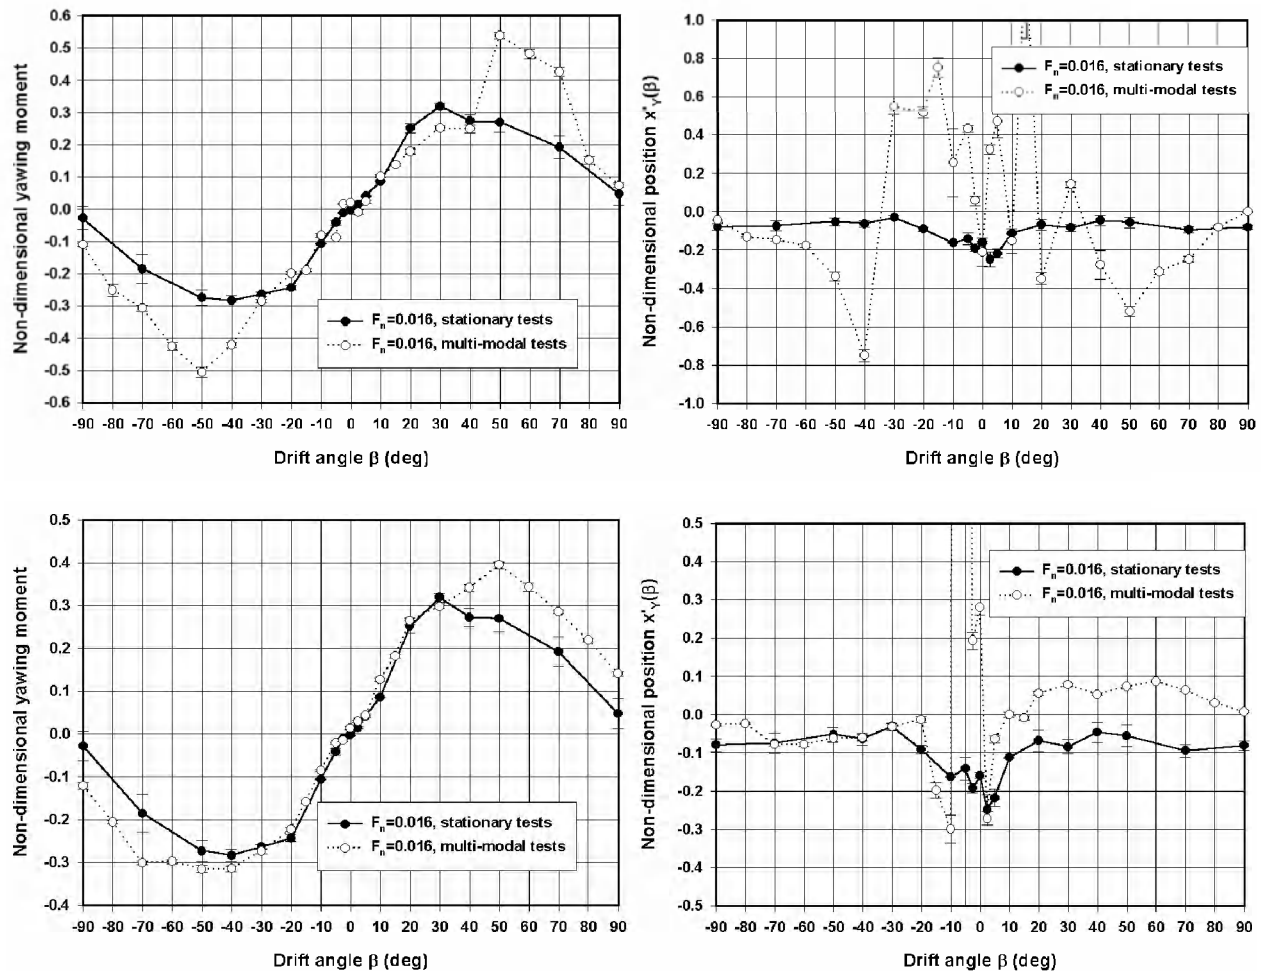 Non-dimensional yawing moment
0.6
0.5
0.4
0.3
0.2
0.1
0.0
-0.1
-0.2
-0.3
-0.4
-0.5
-0.6
Fn=0.016, stationary tests
Fn=0.016, multi-modal tests
-90 -80 -70 -60 -50 -40 -30 -20 -10 0 10 20 30 40 50 60 70 80 90
Drift angle β (deg)
Non-dimensional position x'Y(β)
1.0
0.8
0.6
0.4
0.2
0.0
-0.2
-0.4
-0.6
-0.8
-1.0
Fn=0.016, stationary tests
Fn=0.016, multi-modal tests
-90 -80 -70 -60 -50 -40 -30 -20 -10 0 10 20 30 40 50 60 70 80 90
Drift angle β (deg)
Non-dimensional yawing moment
0.5
0.4
0.3
0.2
0.1
0.0
-0.1
-0.2
-0.3
-0.4
Fn=0.016, stationary tests
Fn=0.016, multi-modal tests
-90 -80 -70 -60 -50 -40 -30 -20 -10 0 10 20 30 40 50 60 70 80 90
Drift angle β (deg)
Non-dimensional position x'Y(β)
0.5
0.4
0.3
0.2
0.1
0.0
-0.1
-0.2
-0.3
-0.4
-0.5
Fn=0.016, stationary tests
Fn=0.016, multi-modal tests
-90 -80 -70 -60 -50 -40 -30 -20 -10 0 10 20 30 40 50 60 70 80 90
Drift angle β (deg)